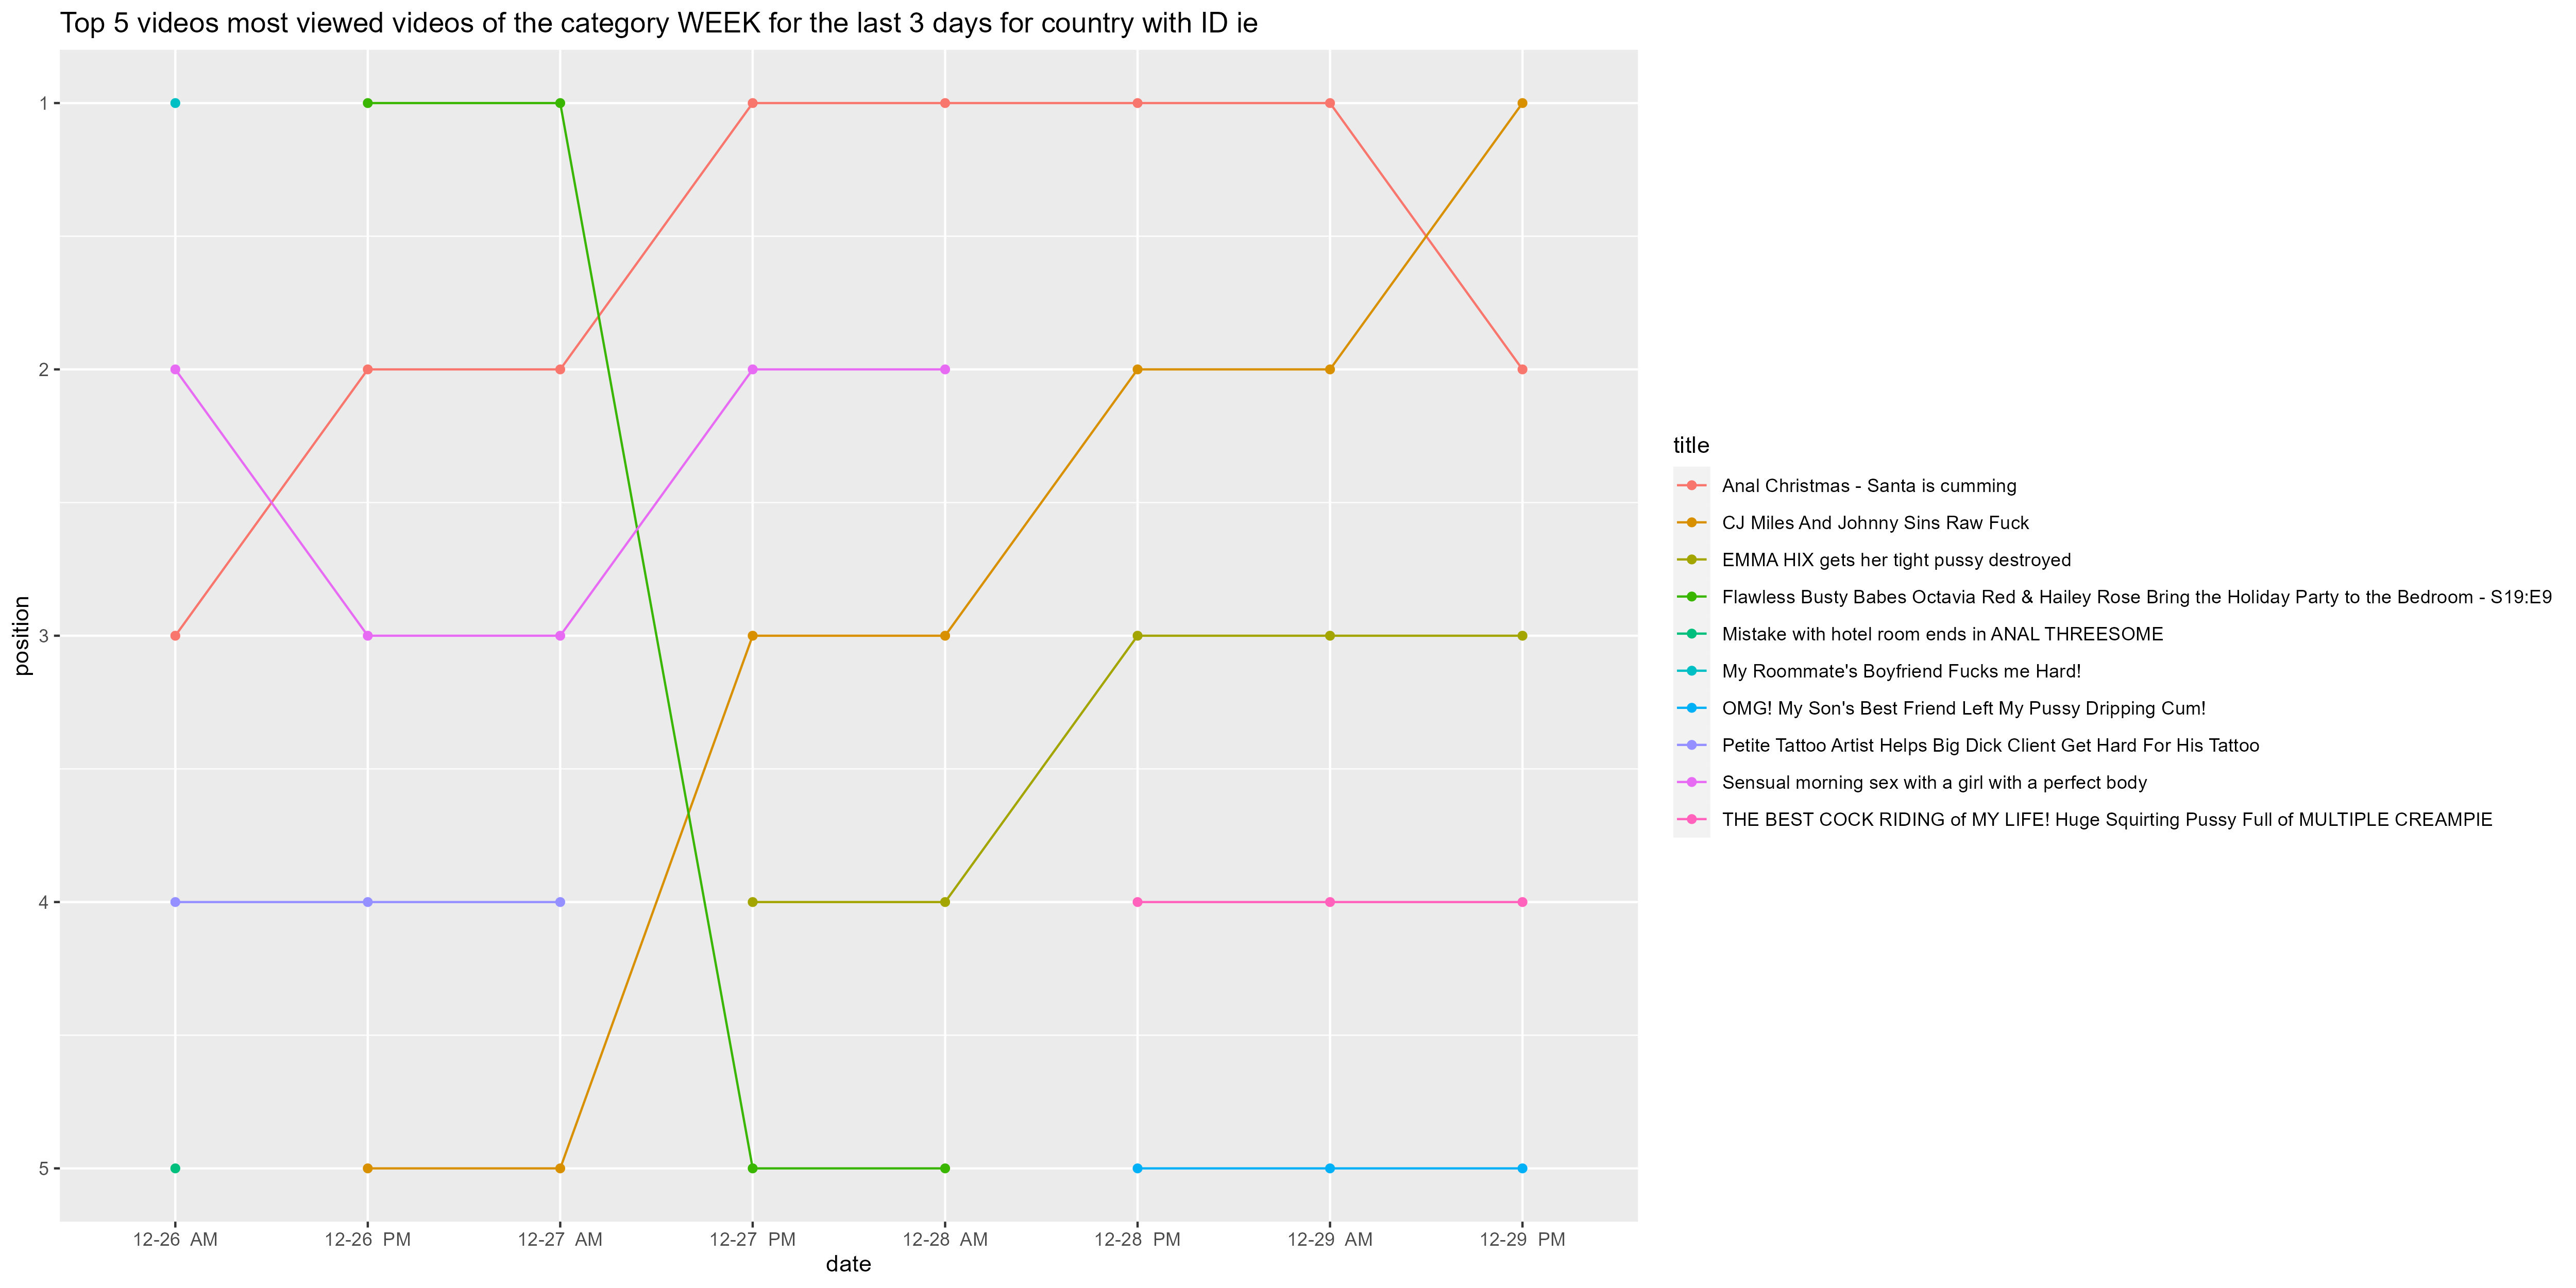 Top 5 videos most viewed videos of the category WEEK for the last 3 days for country with ID ie
position
1
2
3
4
5
12-26 AM
12-26 PM
12-27 AM
12-27 PM
12-28 AM
12-28 PM
12-29 AM
12-29 PM
date
title
Anal Christmas - Santa is cumming
CJ Miles And Johnny Sins Raw Fuck
EMMA HIX gets her tight pussy destroyed
Flawless Busty Babes Octavia Red & Hailey Rose Bring the Holiday Party to the Bedroom - S19:E9
Mistake with hotel room ends in ANAL THREESOME
My Roommate's Boyfriend Fucks me Hard!
OMG! My Son's Best Friend Left My Pussy Dripping Cum!
Petite Tattoo Artist Helps Big Dick Client Get Hard For His Tattoo
Sensual morning sex with a girl with a perfect body
THE BEST COCK RIDING of MY LIFE! Huge Squirting Pussy Full of MULTIPLE CREAMPIE